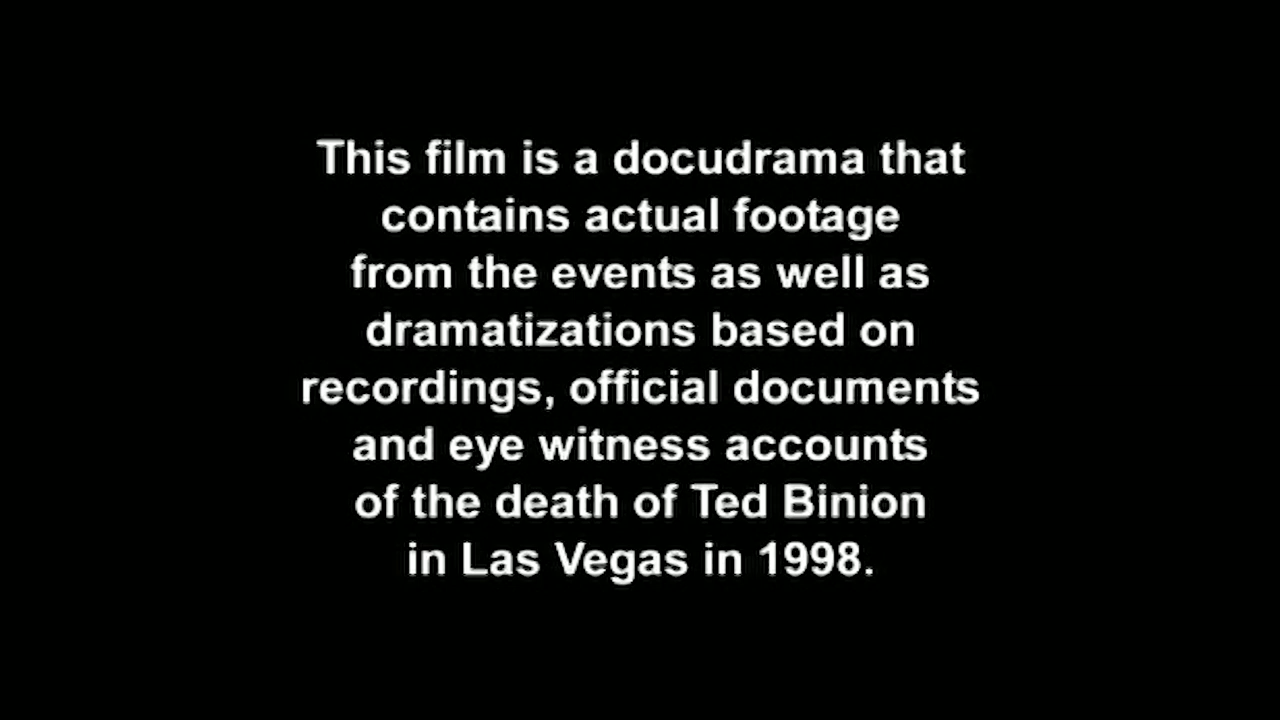 This film is a docudrama that
contains actual footage
from the events as well as
dramatizations based on
recordings, official documents
and eye witness accounts
of the death of Ted Binion
in Las Vegas in 1998.